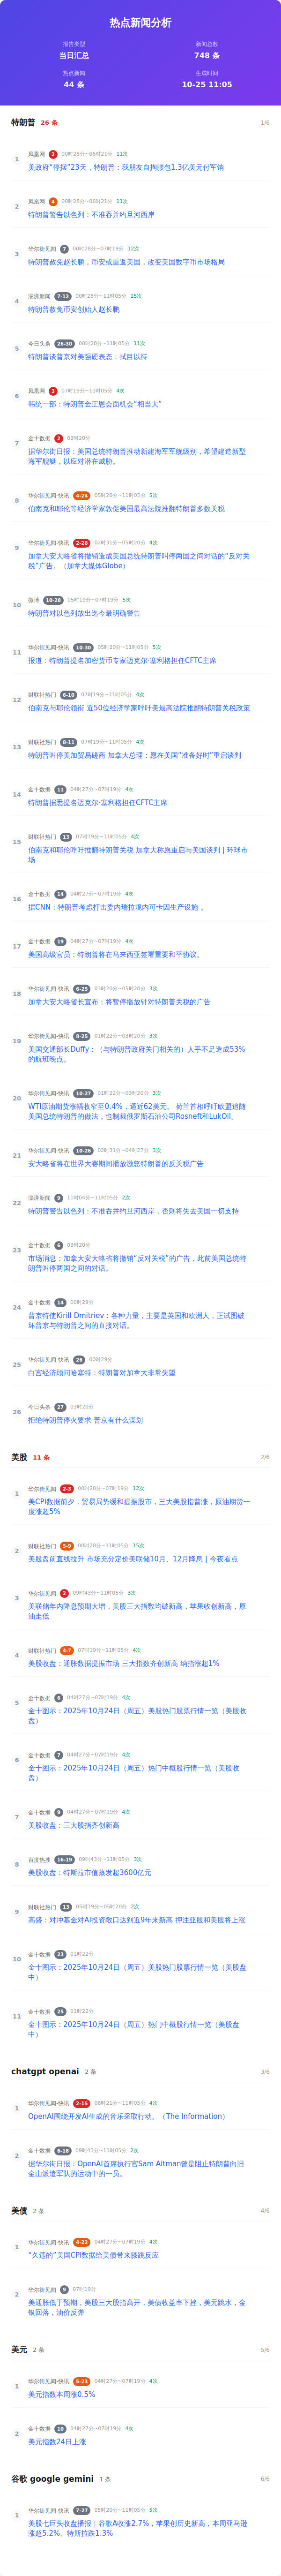 热点新闻分析
报告类型
新闻总数
当日汇总
748 条
热点新闻
生成时间
44 条
10-25 11:05
特朗普 26 条 1/6
1
凤凰网 2 00时28分~06时21分 11次
美政府“停摆”23天，特朗普：我朋友自掏腰包1.3亿美元付军饷
2
凤凰网 4 00时28分~06时21分 11次
特朗普警告以色列：不准吞并约旦河西岸
3
华尔街见闻 7 00时28分~07时19分 12次
特朗普赦免赵长鹏，币安或重返美国，改变美国数字币市场格局
4
澎湃新闻 7-12 00时28分~11时05分 15次
特朗普赦免币安创始人赵长鹏
5
今日头条 26-30 00时28分~11时05分 11次
特朗普谈普京对美强硬表态：拭目以待
6
凤凰网 3 07时19分~11时05分 4次
韩统一部：特朗普金正恩会面机会“相当大”
7
金十数据 2 03时20分
据华尔街日报：美国总统特朗普推动新建海军军舰级别，希望建造新型
海军舰艇，以应对潜在威胁。
8
华尔街见闻-快讯 4-24 05时20分~11时05分 5次
伯南克和耶伦等经济学家敦促美国最高法院推翻特朗普多数关税
9
华尔街见闻-快讯 2-28 02时31分~05时20分 4次
加拿大安大略省将撤销造成美国总统特朗普叫停两国之间对话的“反对关
税”广告。（加拿大媒体Globe）
10
微博 10-28 05时19分~07时19分 5次
特朗普对以色列放出迄今最明确警告
11
华尔街见闻-快讯 10-30 05时20分~11时05分 5次
报道：特朗普提名加密货币专家迈克尔·塞利格担任CFTC主席
12
财联社热门 6-10 07时19分~11时05分 4次
伯南克与耶伦领衔 近50位经济学家呼吁美最高法院推翻特朗普关税政策
13
财联社热门 8-11 07时19分~11时05分 4次
特朗普叫停美加贸易磋商 加拿大总理：愿在美国“准备好时”重启谈判
14
金十数据 11 04时27分~07时19分 4次
特朗普据悉提名迈克尔·塞利格担任CFTC主席
15
财联社热门 13 07时19分~11时05分 4次
伯南克和耶伦呼吁推翻特朗普关税 加拿大称愿重启与美国谈判 | 环球市
场
16
金十数据 14 04时27分~07时19分 4次
据CNN：特朗普考虑打击委内瑞拉境内可卡因生产设施 。
17
金十数据 19 04时27分~07时19分 4次
美国高级官员：特朗普将在马来西亚签署重要和平协议。
18
华尔街见闻-快讯 6-25 03时20分~05时20分 3次
加拿大安大略省长宣布：将暂停播放针对特朗普关税的广告
19
华尔街见闻-快讯 8-25 01时22分~03时20分 3次
美国交通部长Duffy：（与特朗普政府关门相关的）人手不足造成53%
的航班晚点。
20
华尔街见闻-快讯 10-27 01时22分~03时20分 3次
WTI原油期货涨幅收窄至0.4%，逼近62美元。 荷兰首相呼吁欧盟追随
美国总统特朗普的做法，也制裁俄罗斯石油公司Rosneft和LukOil。
21
华尔街见闻-快讯 10-26 02时31分~04时27分 3次
安大略省将在世界大赛期间播放激怒特朗普的反关税广告
22
澎湃新闻 9 11时04分~11时05分 2次
特朗普警告以色列：不准吞并约旦河西岸，否则将失去美国一切支持
23
金十数据 6 03时20分
市场消息：加拿大安大略省将撤销“反对关税”的广告，此前美国总统特
朗普叫停两国之间的对话。
24
金十数据 14 00时29分
普京特使Kirill Dmitriev：各种力量，主要是英国和欧洲人，正试图破
坏普京与特朗普之间的直接对话。
25
华尔街见闻-快讯 26 00时29分
白宫经济顾问哈塞特：特朗普对加拿大非常失望
26
今日头条 27 03时20分
拒绝特朗普停火要求 普京有什么谋划
美股 11 条 2/6
1
华尔街见闻 2-3 00时28分~07时19分 12次
美CPI数据前夕，贸易局势缓和提振股市，三大美股指普涨，原油期货一
度涨超5%
2
财联社热门 5-9 00时28分~11时05分 15次
美股盘前直线拉升 市场充分定价美联储10月、12月降息 | 今夜看点
3
华尔街见闻 2 09时43分~11时05分 3次
美联储年内降息预期大增，美股三大指数均破新高，苹果收创新高，原
油走低
4
财联社热门 4-7 07时19分~11时05分 4次
美股收盘：通胀数据提振市场 三大指数齐创新高 纳指涨超1%
5
金十数据 6 04时27分~07时19分 4次
金十图示：2025年10月24日（周五）美股热门股票行情一览（美股收
盘）
6
金十数据 7 04时27分~07时19分 4次
金十图示：2025年10月24日（周五）热门中概股行情一览（美股收
盘）
7
金十数据 9 04时27分~07时19分 4次
美股收盘：三大股指齐创新高
8
百度热搜 16-19 09时43分~11时05分 3次
美股收盘：特斯拉市值蒸发超3600亿元
9
财联社热门 13 05时19分~05时20分 2次
高盛：对冲基金对AI投资敞口达到近9年来新高 押注亚股和美股将上涨
10
金十数据 23 01时22分
金十图示：2025年10月24日（周五）美股热门股票行情一览（美股盘
中）
11
金十数据 25 01时22分
金十图示：2025年10月24日（周五）热门中概股行情一览（美股盘
中）
chatgpt openai 2 条 3/6
1
华尔街见闻-快讯 2-15 06时21分~11时05分 4次
OpenAI围绕开发AI生成的音乐采取行动。（The Information）
2
金十数据 6-18 09时43分~11时05分 2次
据华尔街日报：OpenAI首席执行官Sam Altman曾是阻止特朗普向旧
金山派遣军队的运动中的一员。
美债 2 条 4/6
1
华尔街见闻-快讯 4-22 04时27分~07时19分 4次
“久违的”美国CPI数据给美债带来膝跳反应
2
华尔街见闻 9 07时19分
美通胀低于预期，美股三大股指高开，美债收益率下挫，美元跳水，金
银回落，油价反弹
美元 2 条 5/6
1
华尔街见闻-快讯 5-23 04时27分~07时19分 4次
美元指数本周涨0.5%
2
金十数据 10 04时27分~07时19分 4次
美元指数24日上涨
谷歌 google gemini 1 条 6/6
1
华尔街见闻-快讯 7-27 05时20分~11时05分 5次
美股七巨头收盘播报｜谷歌A收涨2.7%，苹果创历史新高，本周亚马逊
涨超5.2%、特斯拉跌1.3%